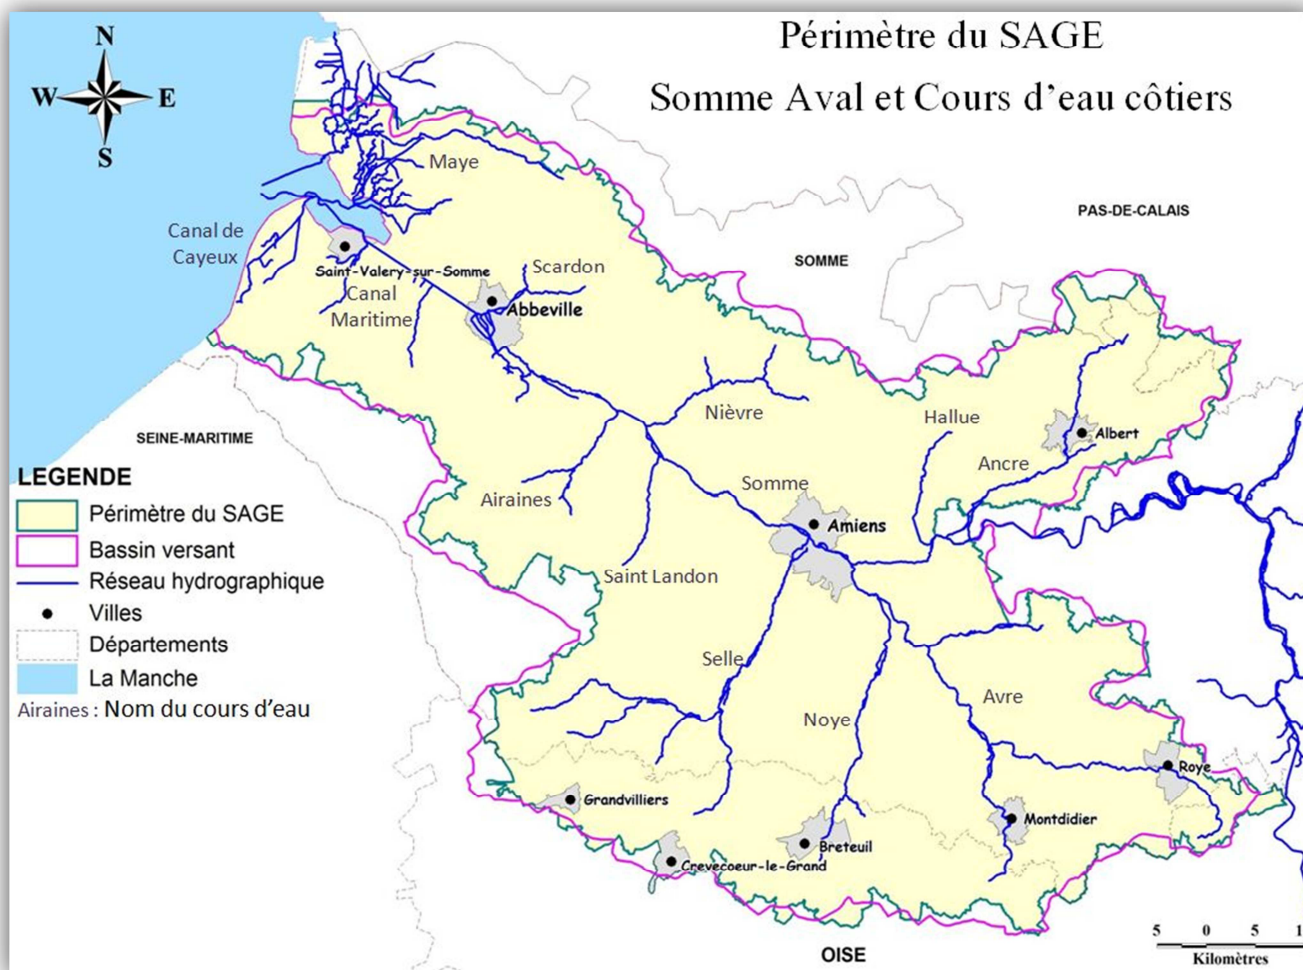 Périmètre du SAGE
Somme Aval et Cours d'eau côtiers
N
W
E
S
Maye
PAS-DE-CALAIS
Canal de
Cayeux
SOMME
Saint-Valery-sur-Somme
Scardon
Canal
Maritime
Abbeville
Nièvre
Hallue
SEINE-MARITIME
Albert
Ancre
LEGENDE
Périmètre du SAGE
Bassin versant
Réseau hydrographique
Villes
Départements
La Manche
Airaines : Nom du cours d'eau
Airaines
Somme
Amiens
Saint Landon
Selle
Avre
Noye
Roye
Grandvilliers
Montdidier
Breteuil
Crevecoeur-le-Grand
OISE
5 0 5 1
Kilomètres